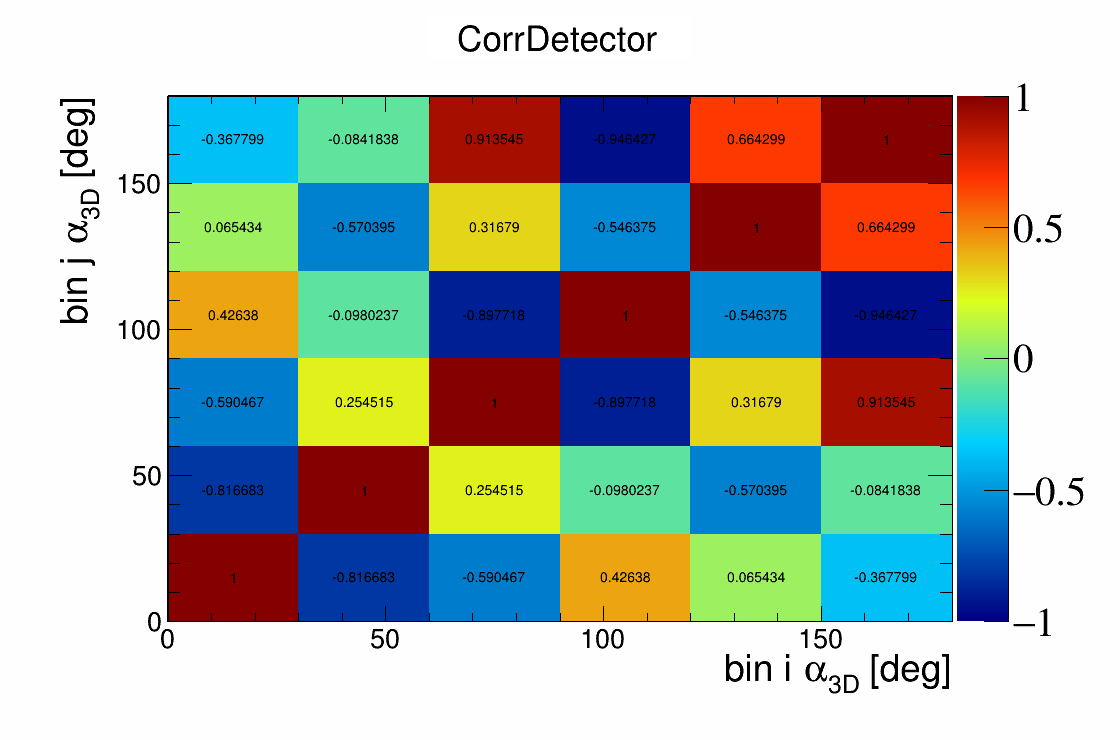 CorrDetector
bin j α3D [deg]
-0.367799 -0.0841838 0.913545 -0.946427 0.664299 1
0.065434 -0.570395 0.31679 -0.546375 1 0.664299
0.42638 -0.0980237 -0.897718 1 -0.546375 -0.946427
-0.590467 0.254515 1 -0.897718 0.31679 0.913545
-0.816683 1 0.254515 -0.0980237 -0.570395 -0.0841838
1 -0.816683 -0.590467 0.42638 0.065434 -0.367799
150
100
50
0
0 50 100 150
bin i α3D [deg]
1
0.5
0
−0.5
−1